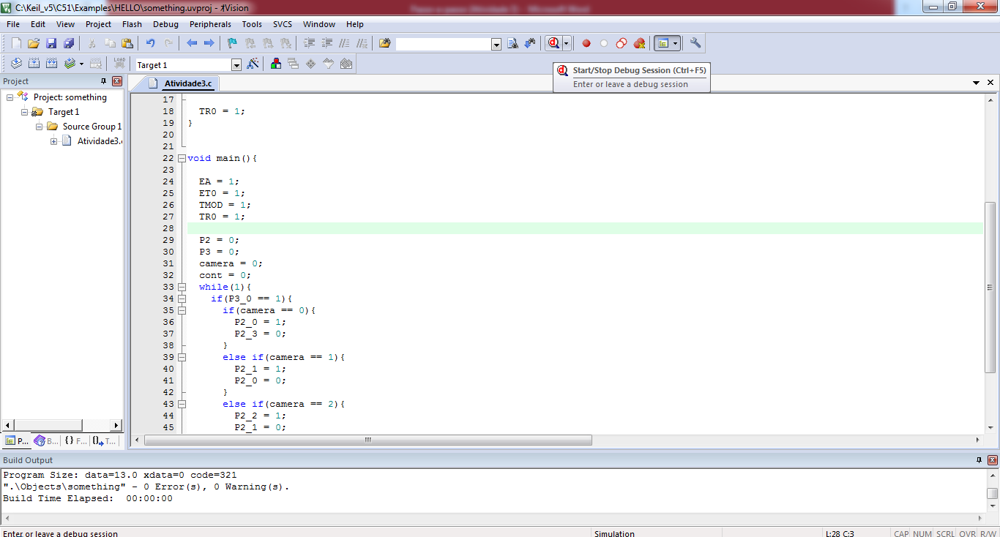 C:\Keil_v5\C51\Examples\HELLO\something.uvproj - µVision
File Edit View Project Flash Debug Peripherals Tools SVCS Window Help
LOAD
Target 1
Start/Stop Debug Session (Ctrl+F5)
Enter or leave a debug session
Project
Project: something
Target 1
Source Group 1
Atividade3.
P... B... {} F... {} T...
Atividade3.c
17
18 TR0 = 1;
19 }
20
21
22 void main(){
23
24 EA = 1;
25 ET0 = 1;
26 TMOD = 1;
27 TR0 = 1;
28
29 P2 = 0;
30 P3 = 0;
31 camera = 0;
32 cont = 0;
33 while(1){
34 if(P3_0 == 1){
35 if(camera == 0){
36 P2_0 = 1;
37 P2_3 = 0;
38 }
39 else if(camera == 1){
40 P2_1 = 1;
41 P2_0 = 0;
42 }
43 else if(camera == 2){
44 P2_2 = 1;
45 P2_1 = 0;
Build Output
Program Size: data=13.0 xdata=0 code=321
".\Objects\something" - 0 Error(s), 0 Warning(s).
Build Time Elapsed: 00:00:00
Enter or leave a debug session Simulation L:28 C:3 CAP NUM SCRL OVR R/W